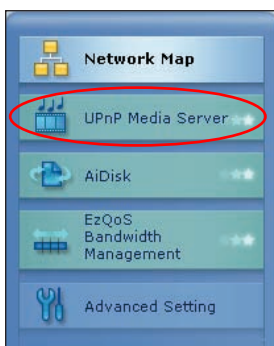 Network Map
UPnP Media Server
AiDisk
EzQoS
Bandwidth
Management
Advanced Setting